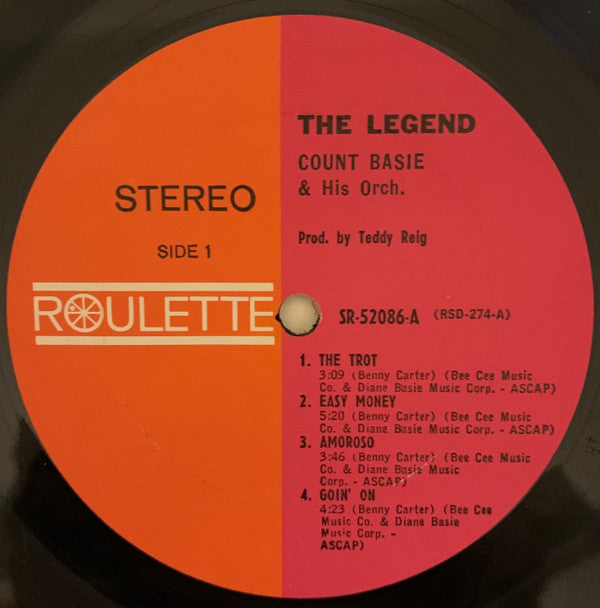 STEREO
SIDE 1
ROULETTE
THE LEGEND
COUNT BASIE
& His Orch.
Prod. by Teddy Reig
SR-52086-A (RSD-274-A)
1. THE TROT
3:09 (Benny Carter) (Bee Cee Music
Co. & Diane Basie Music Corp. - ASCAP)
2. EASY MONEY
5:20 (Benny Carter) (Bee Cee Music
Co. & Diane Basie Music Corp. - ASCAP)
3. AMOROSO
3:46 (Benny Carter) (Bee Cee Music
Co. & Diane Basie Music
Corp. - ASCAP)
4. GOIN' ON
4:23 (Benny Carter) (Bee Cee
Music Co. & Diane Basie
Music Corp. -
ASCAP)